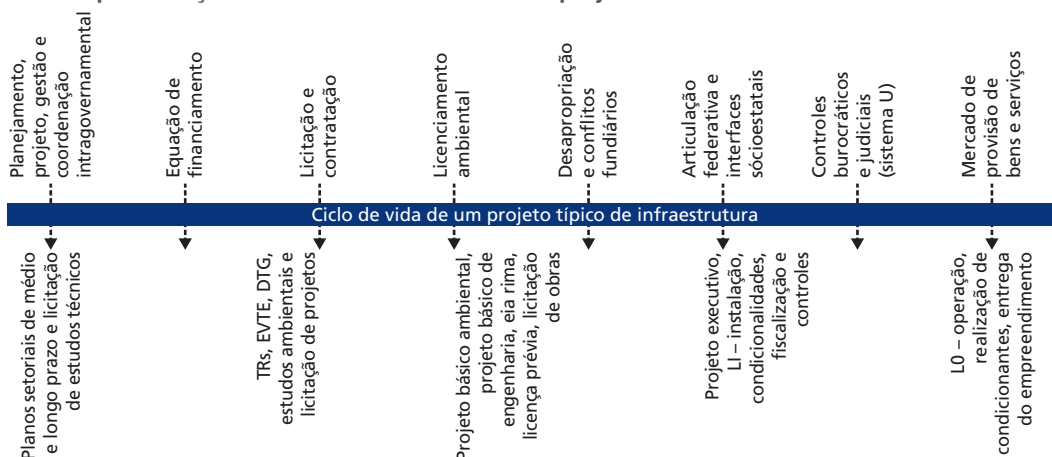 Planejamento,
projeto, gestão e
coordenação
intragovernamental
Equação de
financiamento
Licitação e
contratação
Licenciamento
ambiental
Desapropriação
e conflitos
fundiários
Articulação
federativa e
interfaces
sócioestatais
Controles
burocráticos
e judiciais
(sistema U)
Mercado de
provisão de
bens e serviços
Ciclo de vida de um projeto típico de infraestrutura
Planos setoriais de médio
e longo prazo e licitação
de estudos técnicos
TRs, EVTE, DTG,
estudos ambientais e
licitação de projetos
Projeto básico ambiental,
projeto básico de
engenharia, eia rima,
licença prévia, licitação
de obras
Projeto executivo,
LI – instalação,
condicionalidades,
fiscalização e
controles
L0 – operação,
realização de
condicionantes, entrega
do empreendimento